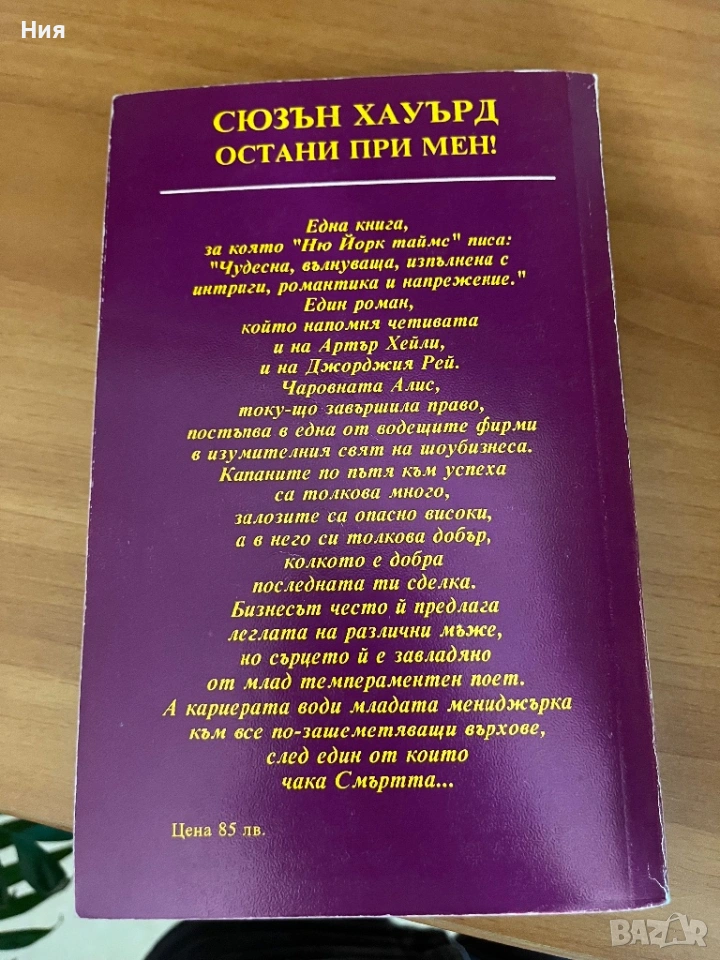 Ния
СЮЗЪН ХАУЪРД
ОСТАНИ ПРИ МЕН!
Една книга,
за която "Ню Йорк таймс" писа:
"Чудесна, вълнуваща, изпълнена с
интриги, романтика и напрежение."
Един роман,
който напомня четивата
и на Артър Хейли,
и на Джорджия Рей.
Чаровната Алис,
току-що завършила право,
постъпва в една от водещите фирми
в изумителния свят на шоубизнеса.
Капаните по пътя към успеха
са толкова много,
залозите са опасно високи,
а в него си толкова добър,
колкото е добра
последната ти сделка.
Бизнесът често ѝ предлага
леглата на различни мъже,
но сърцето ѝ е завладяно
от млад темпераментен поет.
А кариерата води младата мениджърка
към все по-зашеметяващи върхове,
след един от които
чака Смъртта...
Цена 85 лв.
BAZAR